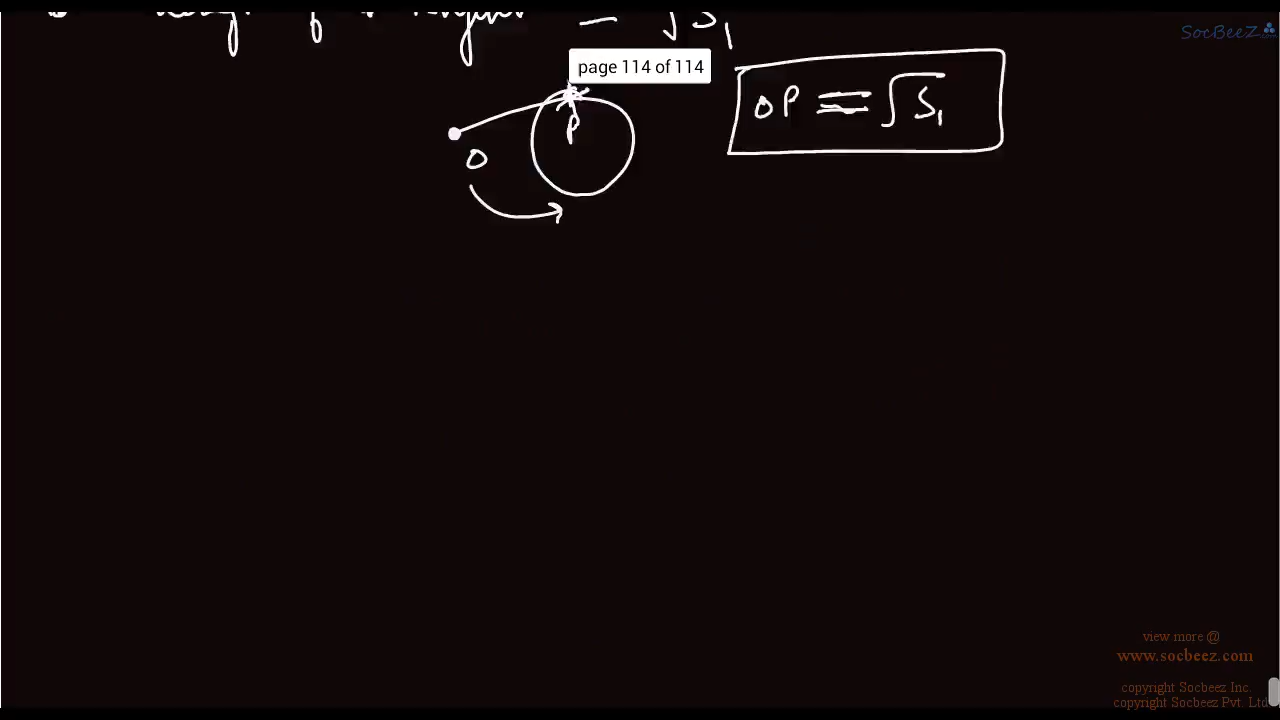 = √S₁
SocBeeZ
page 114 of 114
OP = √S₁
P
O
view more @
www.socbeez.com
copyright Socbeez Inc.
copyright Socbeez Pvt. Ltd